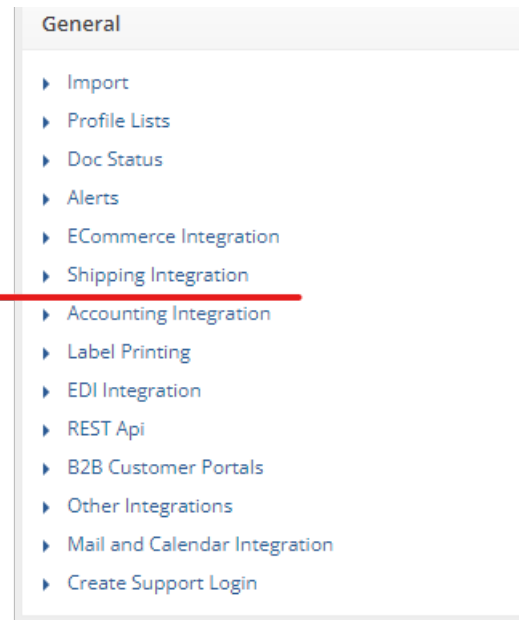 General
Import
Profile Lists
Doc Status
Alerts
ECommerce Integration
Shipping Integration
Accounting Integration
Label Printing
EDI Integration
REST Api
B2B Customer Portals
Other Integrations
Mail and Calendar Integration
Create Support Login